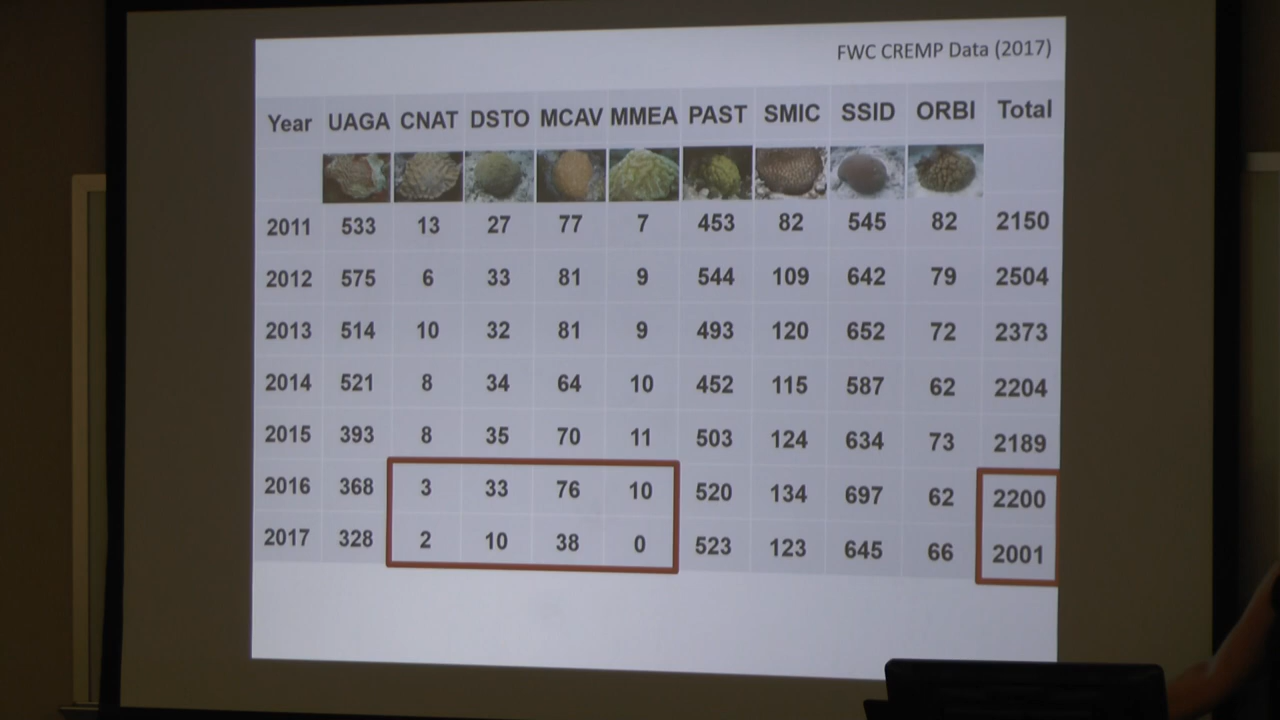 FWC CREMP Data (2017)
Year UAGA CNAT DSTO MCAV MMEA PAST SMIC SSID ORBI Total
2011 533 13 27 77 7 453 82 545 82 2150
2012 575 6 33 81 9 544 109 642 79 2504
2013 514 10 32 81 9 493 120 652 72 2373
2014 521 8 34 64 10 452 115 587 62 2204
2015 393 8 35 70 11 503 124 634 73 2189
2016 368 3 33 76 10 520 134 697 62 2200
2017 328 2 10 38 0 523 123 645 66 2001